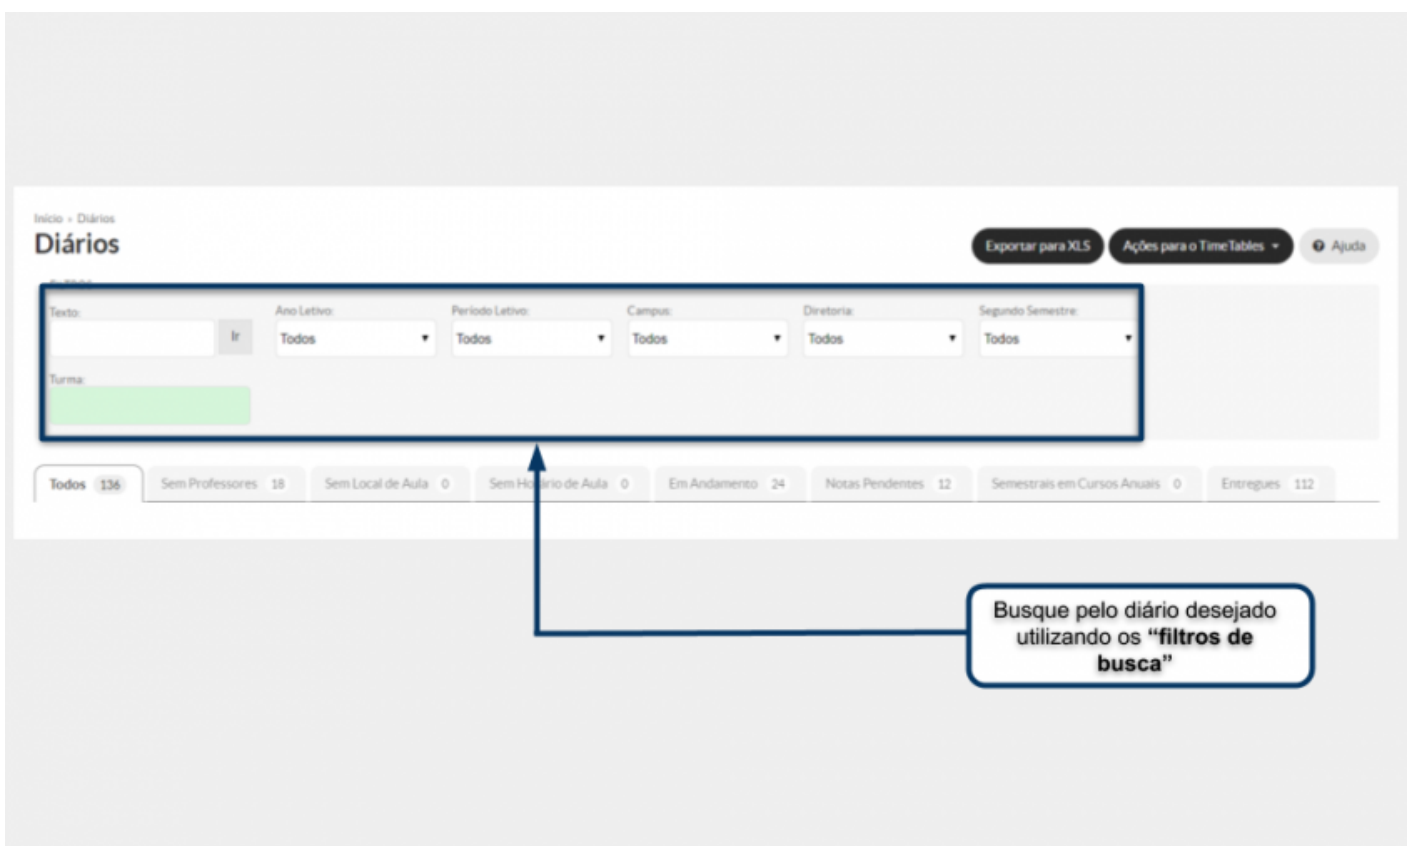 Início » Diários
Diários
Exportar para XLS
Ações para o TimeTables
Ajuda
Texto:
Ano Letivo:
Período Letivo:
Campus:
Diretoria:
Segundo Semestre:
Ir
Todos
Todos
Todos
Todos
Todos
Turma:
Todos 136
Sem Professores 18
Sem Local de Aula 0
Sem Horário de Aula 0
Em Andamento 24
Notas Pendentes 12
Semestrais em Cursos Anuais 0
Entregues 112
Busque pelo diário desejado
utilizando os “filtros de
busca”